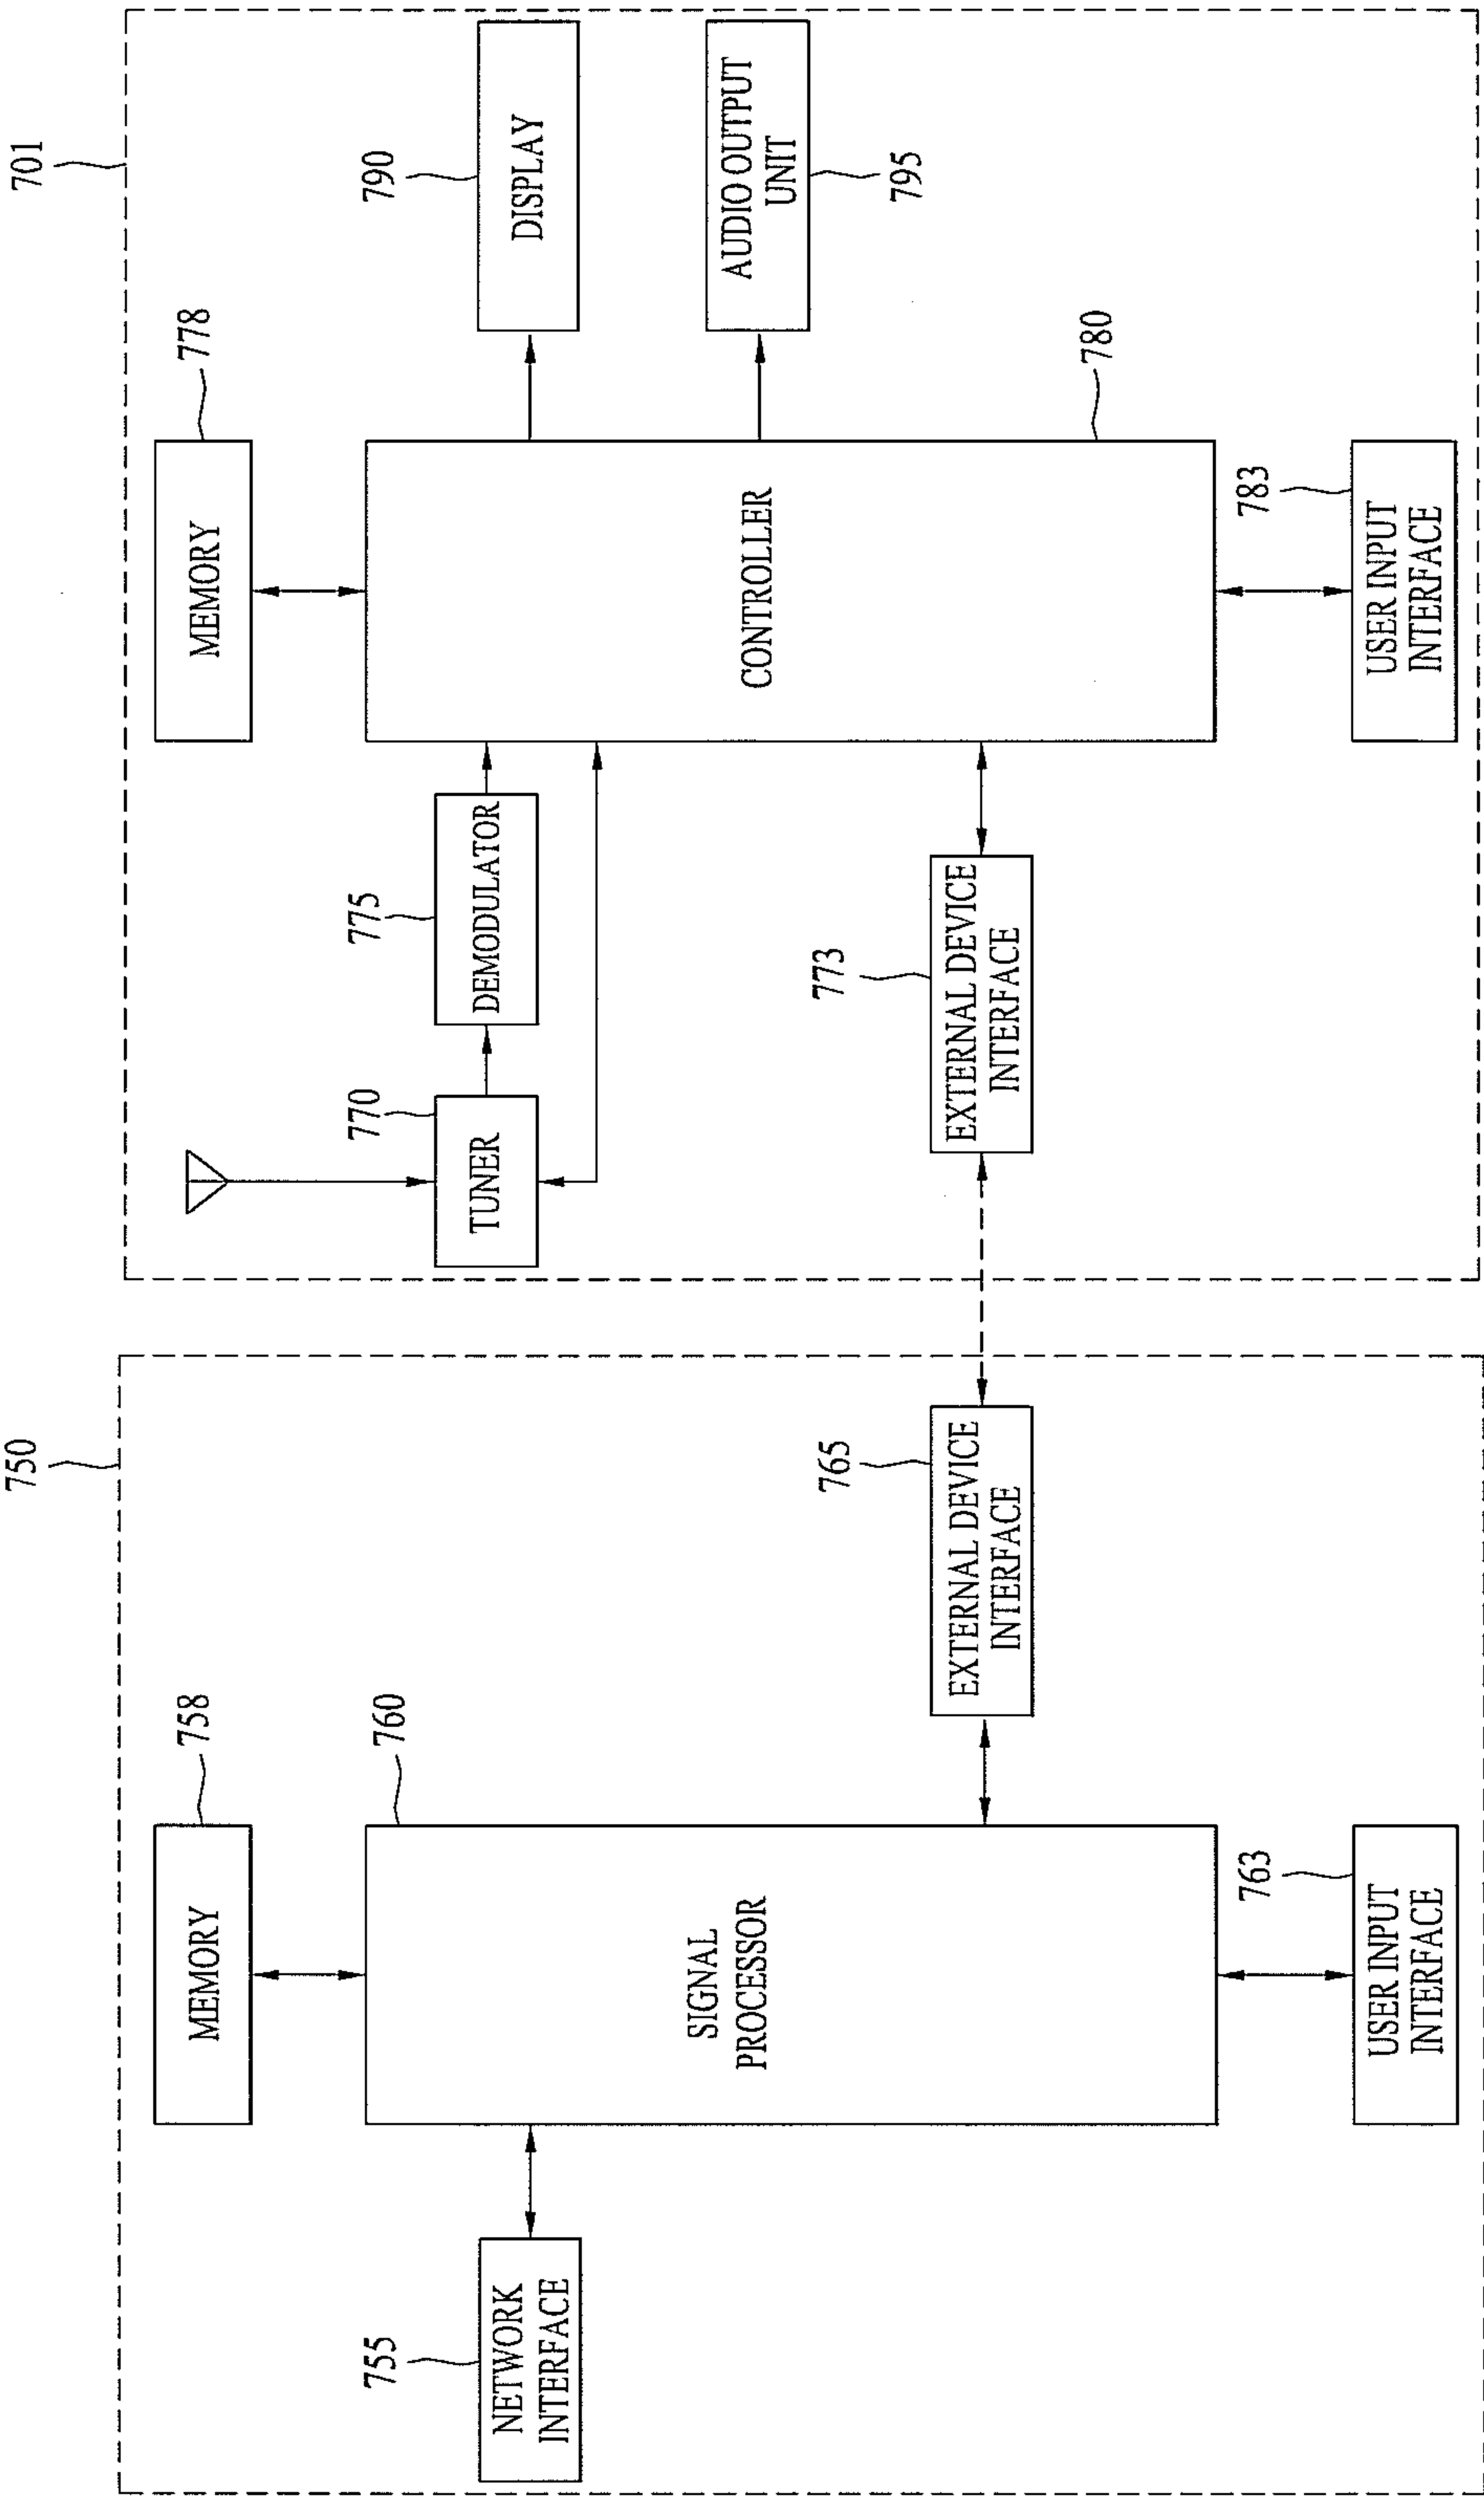 750
701
MEMORY
758
NETWORK
INTERFACE
755
SIGNAL
PROCESSOR
760
EXTERNAL DEVICE
INTERFACE
765
USER INPUT
INTERFACE
763
MEMORY
778
TUNER
770
DEMODULATOR
775
CONTROLLER
780
DISPLAY
790
AUDIO OUTPUT
UNIT
795
EXTERNAL DEVICE
INTERFACE
773
USER INPUT
INTERFACE
783